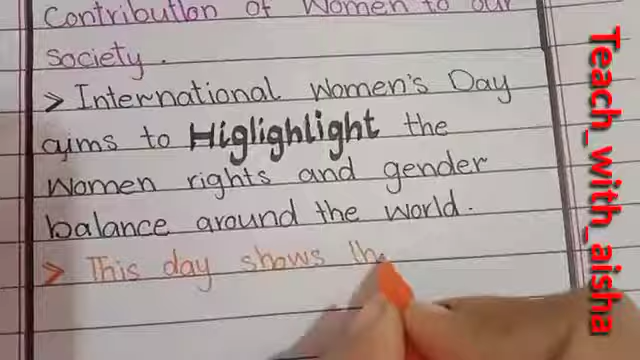 Contribution of Women to our
Society.
> International Women's Day
aims to Higlighlight the
Women rights and gender
balance around the world.
> This day shows th
Teach_with_aisha